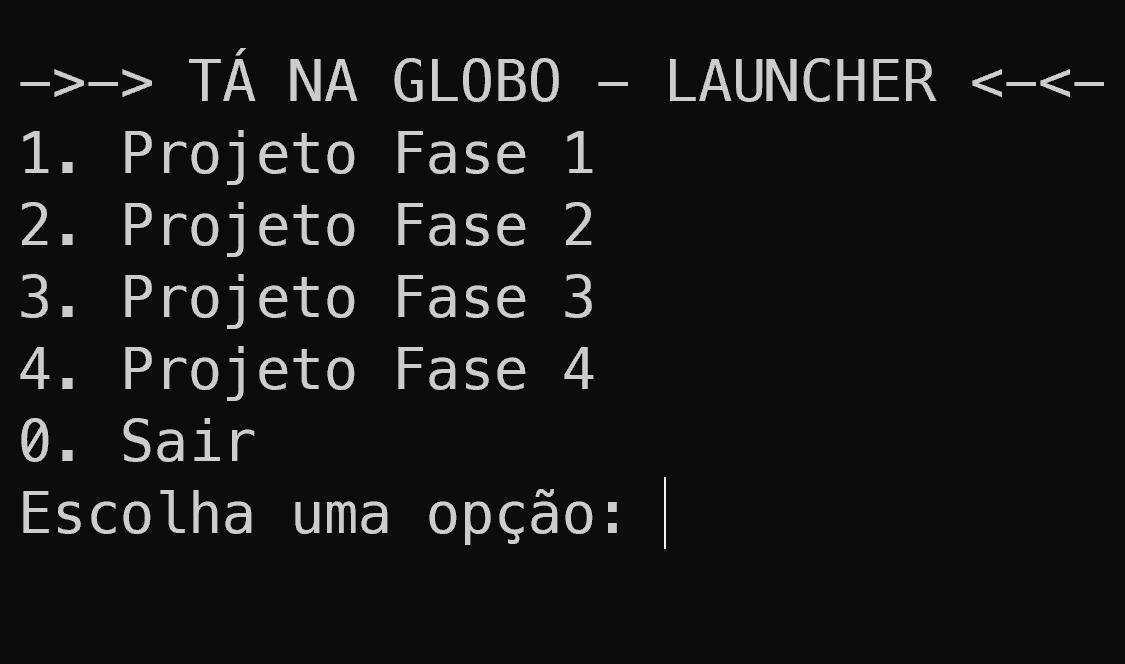 ->-> TÁ NA GLOBO - LAUNCHER <-<-
1. Projeto Fase 1
2. Projeto Fase 2
3. Projeto Fase 3
4. Projeto Fase 4
0. Sair
Escolha uma opção: